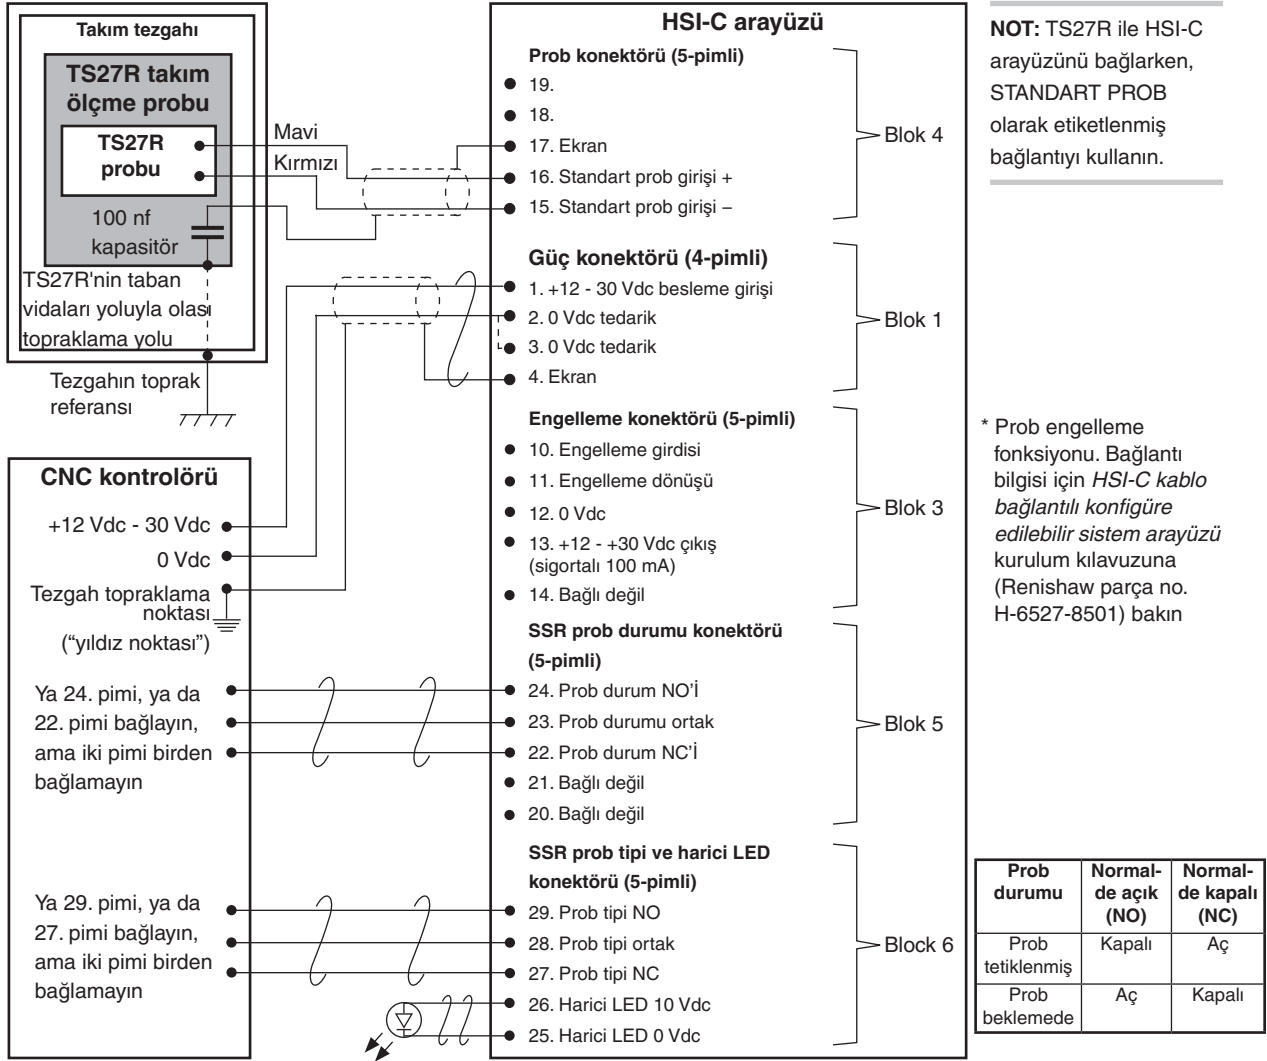 Takım tezgahı
TS27R takım
ölçme probu
TS27R
probu
100 nf
kapasitör
TS27R'nin taban
vidaları yoluyla olası
topraklama yolu
Tezgahın toprak
referansı
Mavi
Kırmızı
CNC kontrolörü
+12 Vdc - 30 Vdc
0 Vdc
Tezgah topraklama
noktası
(“yıldız noktası”)
Ya 24. pimi, ya da
22. pimi bağlayın,
ama iki pimi birden
bağlamayın
Ya 29. pimi, ya da
27. pimi bağlayın,
ama iki pimi birden
bağlamayın
HSI-C arayüzü
Prob konektörü (5-pimli)
19.
18.
17. Ekran
16. Standart prob girişi +
15. Standart prob girişi –
Blok 4
Güç konektörü (4-pimli)
1. +12 - 30 Vdc besleme girişi
2. 0 Vdc tedarik
3. 0 Vdc tedarik
4. Ekran
Blok 1
Engelleme konektörü (5-pimli)
10. Engelleme girdisi
11. Engelleme dönüşü
12. 0 Vdc
13. +12 - +30 Vdc çıkış
(sigortalı 100 mA)
14. Bağlı değil
Blok 3
SSR prob durumu konektörü
(5-pimli)
24. Prob durum NO’İ
23. Prob durumu ortak
22. Prob durum NC’İ
21. Bağlı değil
20. Bağlı değil
Blok 5
SSR prob tipi ve harici LED
konektörü (5-pimli)
29. Prob tipi NO
28. Prob tipi ortak
27. Prob tipi NC
26. Harici LED 10 Vdc
25. Harici LED 0 Vdc
Block 6
NOT: TS27R ile HSI-C
arayüzünü bağlarken,
STANDART PROB
olarak etiketlenmiş
bağlantıyı kullanın.
* Prob engelleme
fonksiyonu. Bağlantı
bilgisi için HSI-C kablo
bağlantılı konfigüre
edilebilir sistem arayüzü
kurulum kılavuzuna
(Renishaw parça no.
H-6527-8501) bakın
Prob
durumu
Normal-
de açık
(NO)
Normal-
de kapalı
(NC)
Prob
tetiklenmiş
Kapalı
Aç
Prob
beklemede
Aç
Kapalı